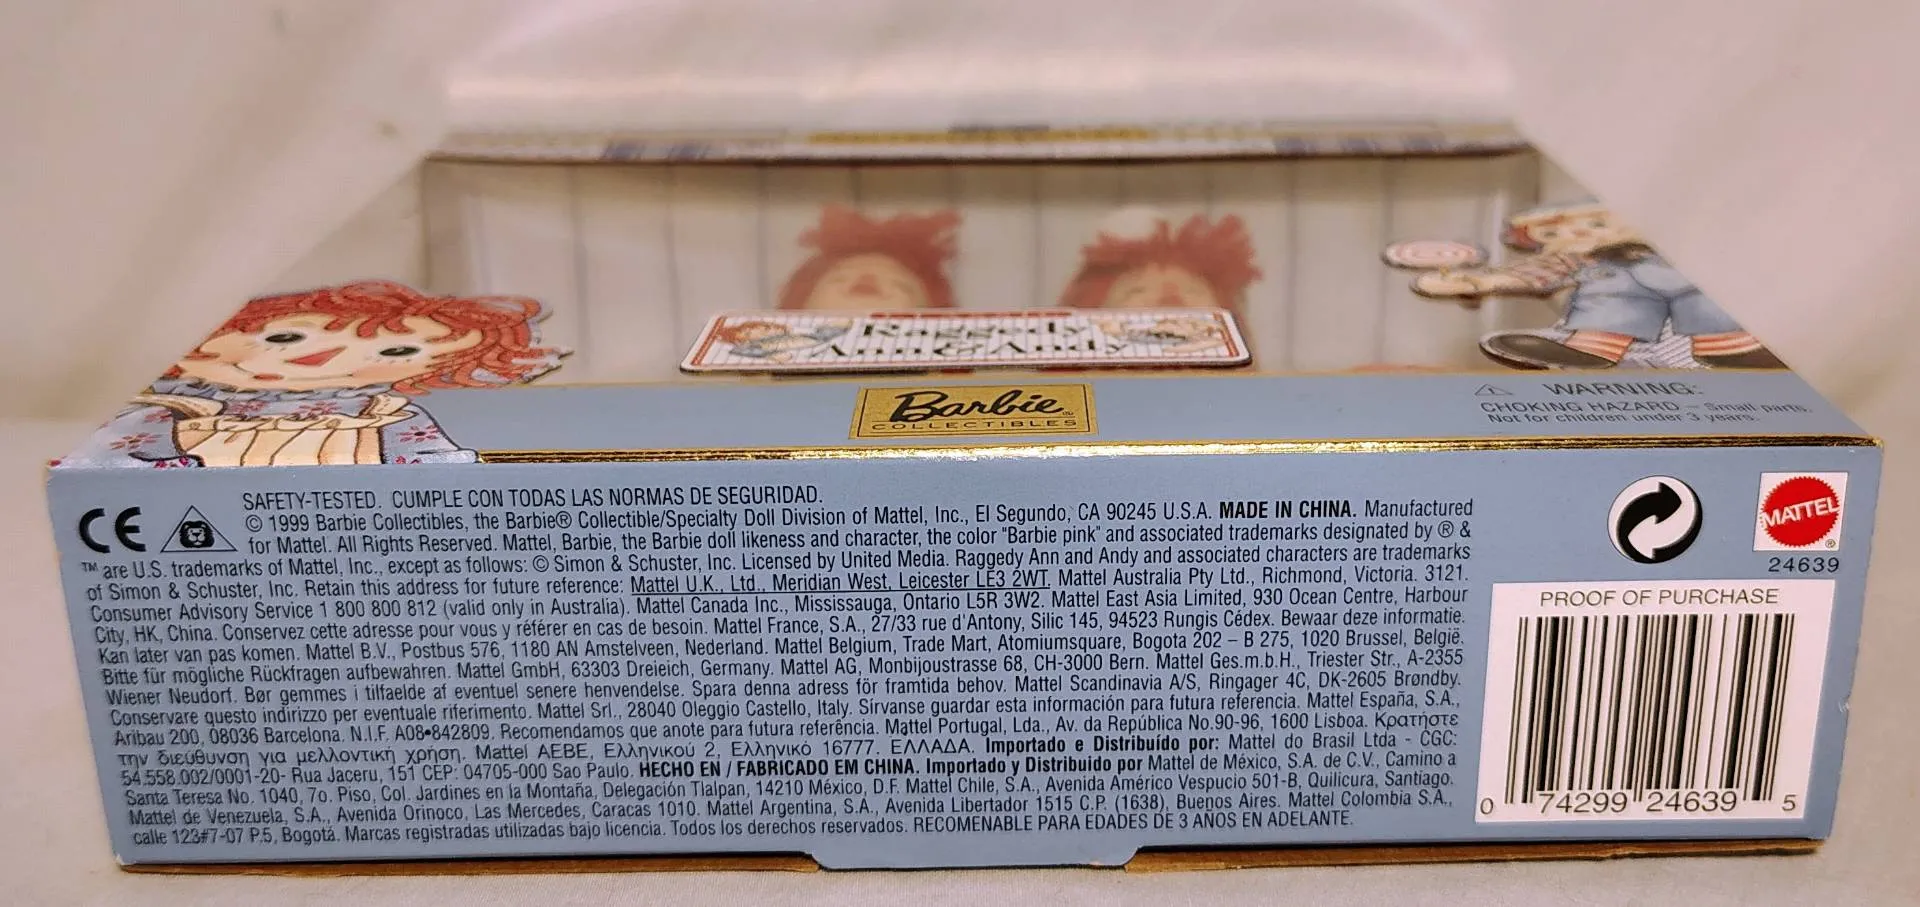 Raggedy
Ann & Andy
Barbie®
COLLECTIBLES
WARNING:
CHOKING HAZARD - Small parts.
Not for children under 3 years.
CE
SAFETY-TESTED. CUMPLE CON TODAS LAS NORMAS DE SEGURIDAD.
© 1999 Barbie Collectibles, the Barbie® Collectible/Specialty Doll Division of Mattel, Inc., El Segundo, CA 90245 U.S.A. MADE IN CHINA. Manufactured
for Mattel. All Rights Reserved. Mattel, Barbie, the Barbie doll likeness and character, the color "Barbie pink" and associated trademarks designated by ® &
™ are U.S. trademarks of Mattel, Inc., except as follows: © Simon & Schuster, Inc. Licensed by United Media. Raggedy Ann and Andy and associated characters are trademarks
of Simon & Schuster, Inc. Retain this address for future reference: Mattel U.K., Ltd., Meridian West, Leicester LE3 2WT. Mattel Australia Pty Ltd., Richmond, Victoria. 3121.
Consumer Advisory Service 1 800 800 812 (valid only in Australia). Mattel Canada Inc., Mississauga, Ontario L5R 3W2. Mattel East Asia Limited, 930 Ocean Centre, Harbour
City, HK, China. Conservez cette adresse pour vous y référer en cas de besoin. Mattel France, S.A., 27/33 rue d'Antony, Silic 145, 94523 Rungis Cédex. Bewaar deze informatie.
Kan later van pas komen. Mattel B.V., Postbus 576, 1180 AN Amstelveen, Nederland. Mattel Belgium, Trade Mart, Atomiumsquare, Bogota 202 – B 275, 1020 Brussel, België.
Bitte für mögliche Rückfragen aufbewahren. Mattel GmbH, 63303 Dreieich, Germany. Mattel AG, Monbijoustrasse 68, CH-3000 Bern. Mattel Ges.m.b.H., Triester Str., A-2355
Wiener Neudorf. Bør gemmes i tilfaelde af eventuel senere henvendelse. Spara denna adress för framtida behov. Mattel Scandinavia A/S, Ringager 4C, DK-2605 Brøndby.
Conservare questo indirizzo per eventuale riferimento. Mattel Srl., 28040 Oleggio Castello, Italy. Sírvanse guardar esta información para futura referencia. Mattel España, S.A.,
Aribau 200, 08036 Barcelona. N.I.F. A08•842809. Recomendamos que anote para futura referência. Mattel Portugal, Lda., Av. da República No.90-96, 1600 Lisboa. Κρατήστε
την διεύθυνση για μελλοντική χρήση. Mattel AEBE, Ελληνικού 2, Ελληνικό 16777. ΕΛΛΑΔΑ. Importado e Distribuído por: Mattel do Brasil Ltda - CGC:
54.558.002/0001-20- Rua Jaceru, 151 CEP: 04705-000 Sao Paulo. HECHO EN / FABRICADO EM CHINA. Importado y Distribuido por Mattel de México, S.A. de C.V., Camino a
Santa Teresa No. 1040, 7o. Piso, Col. Jardines en la Montaña, Delegación Tlalpan, 14210 México, D.F. Mattel Chile, S.A., Avenida Américo Vespucio 501-B, Quilicura, Santiago.
Mattel de Venezuela, S.A., Avenida Orinoco, Las Mercedes, Caracas 1010. Mattel Argentina, S.A., Avenida Libertador 1515 C.P. (1638), Buenos Aires. Mattel Colombia S.A.,
calle 123#7-07 P.5, Bogotá. Marcas registradas utilizadas bajo licencia. Todos los derechos reservados. RECOMENABLE PARA EDADES DE 3 AÑOS EN ADELANTE.
MATTEL®
24639
PROOF OF PURCHASE
0 74299 24639 5